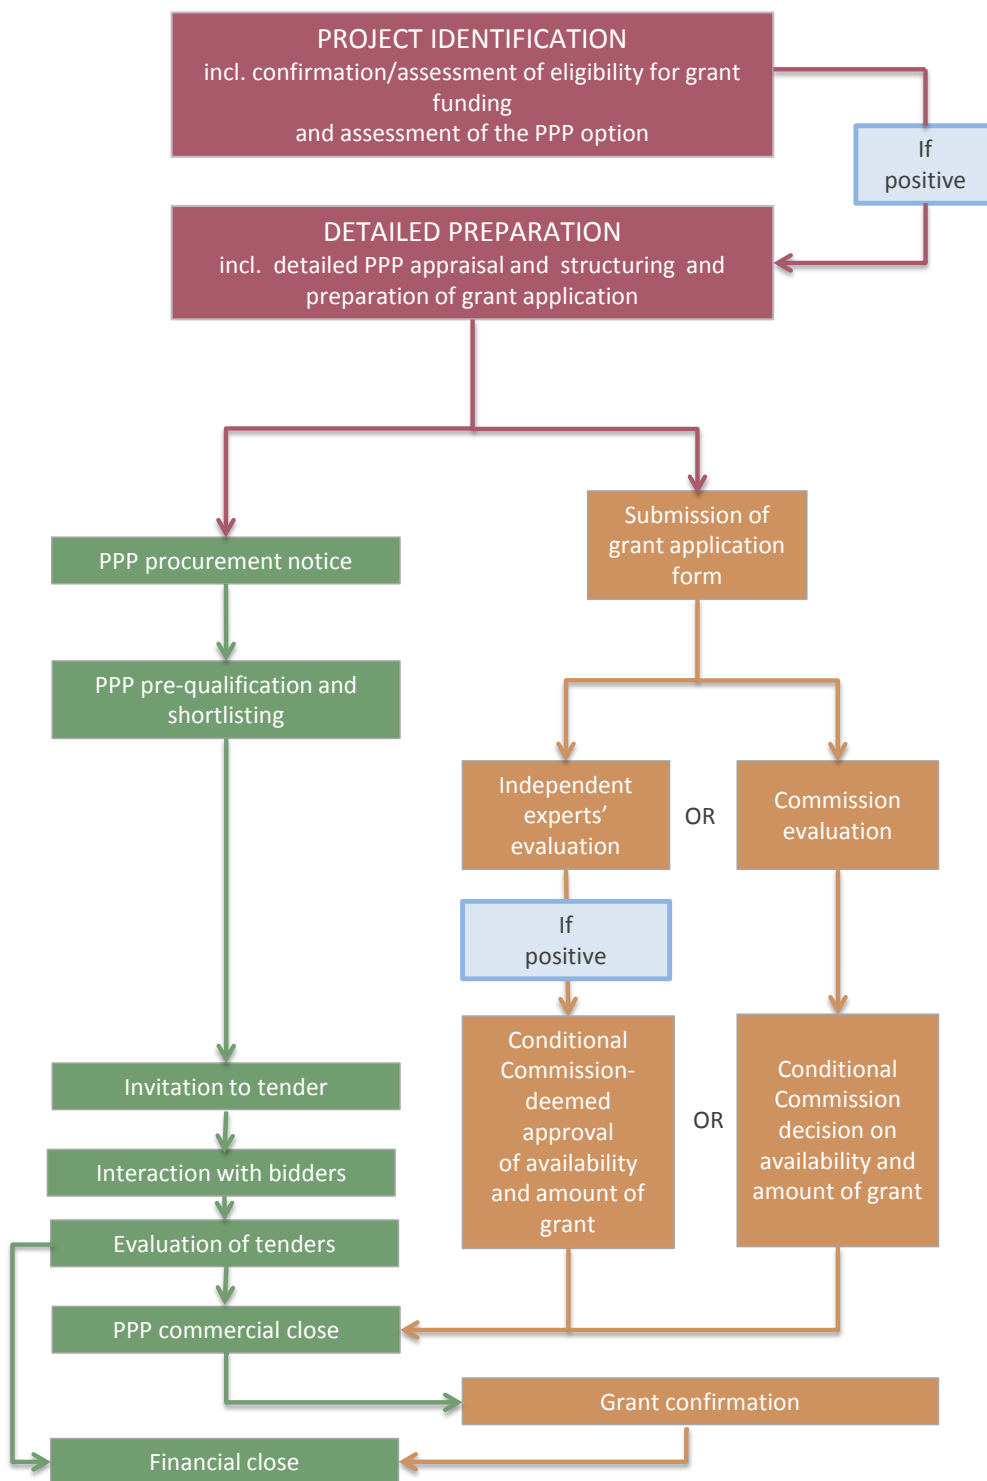 PROJECT IDENTIFICATION
incl. confirmation/assessment of eligibility for grant
funding
and assessment of the PPP option
If
positive
DETAILED PREPARATION
incl. detailed PPP appraisal and structuring and
preparation of grant application
Submission of
grant application
form
PPP procurement notice
PPP pre-qualification and
shortlisting
Independent
experts’
evaluation
OR
Commission
evaluation
If
positive
Conditional
Commission-
deemed
approval
of availability
and amount of
grant
OR
Conditional
Commission
decision on
availability and
amount of grant
Invitation to tender
Interaction with bidders
Evaluation of tenders
PPP commercial close
Grant confirmation
Financial close